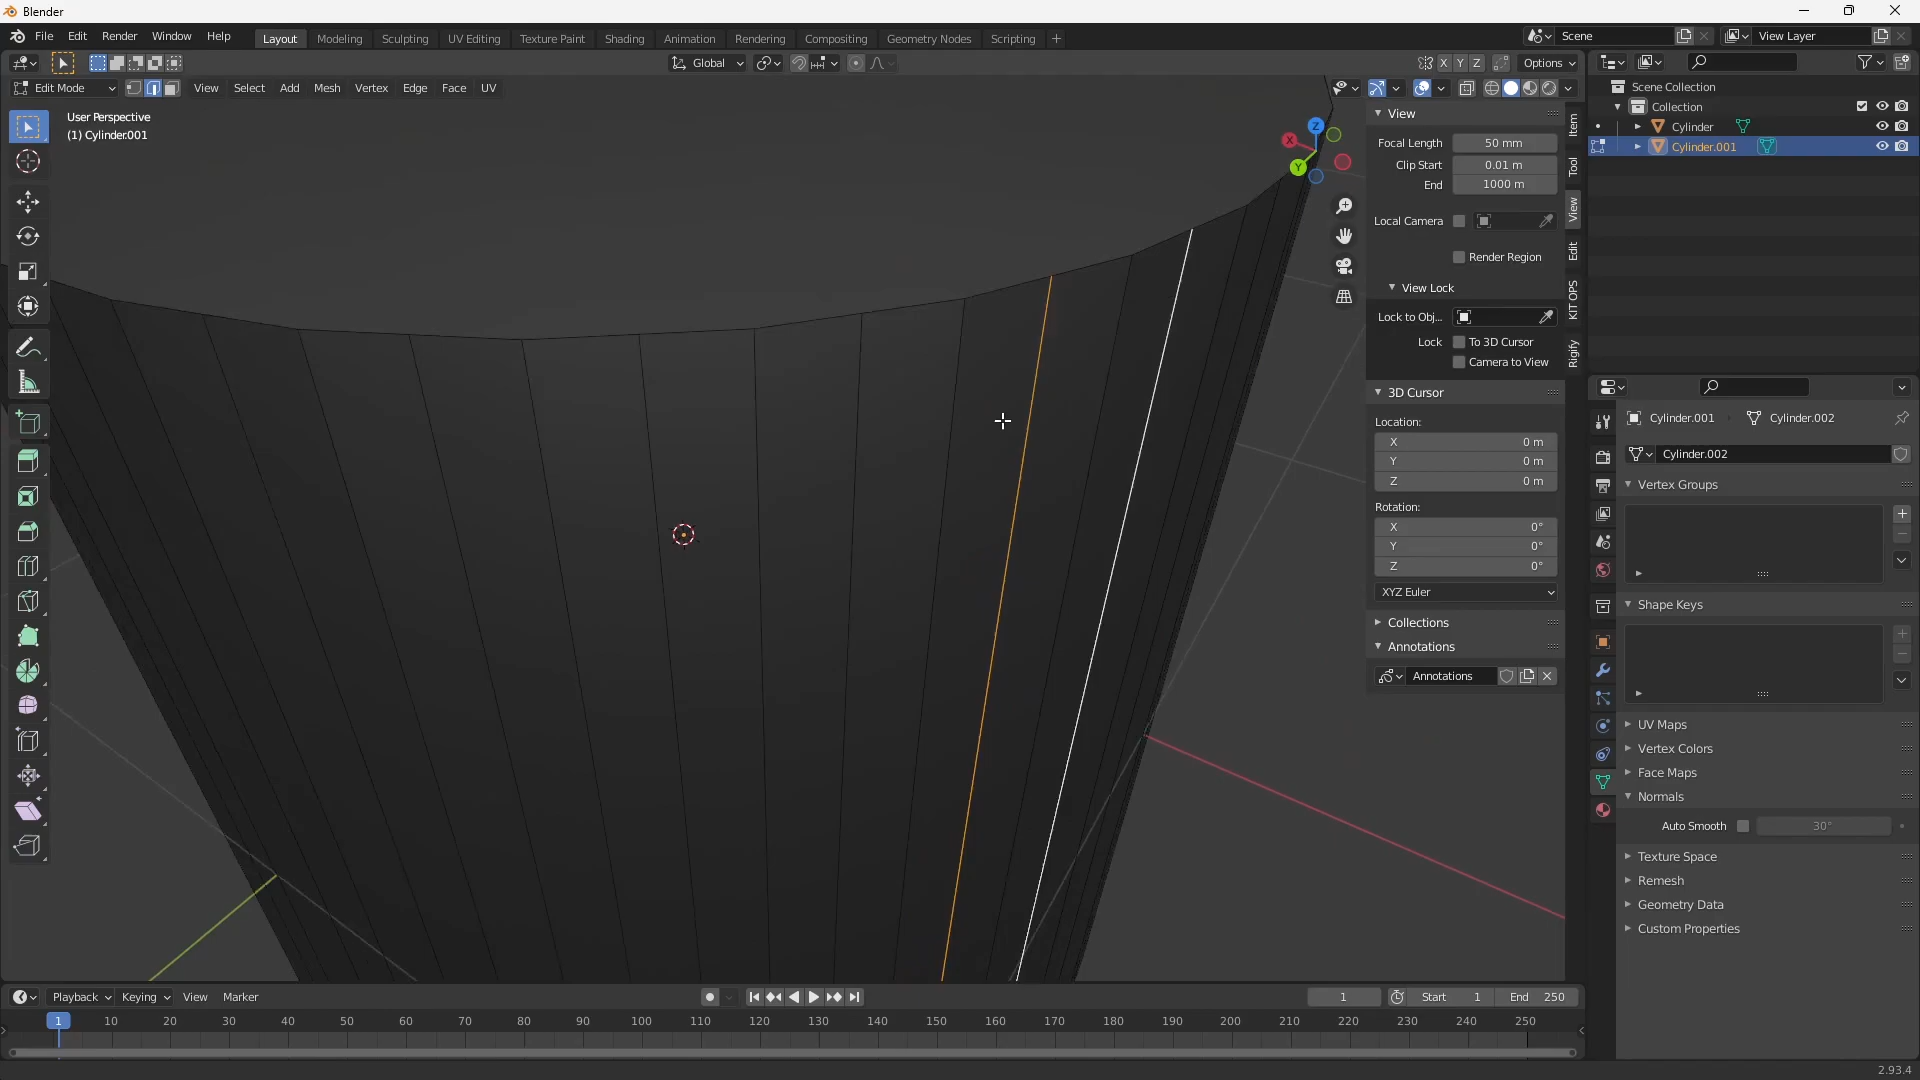 Blender
File Edit Render Window Help
Layout Modeling Sculpting UV Editing Texture Paint Shading Animation Rendering Compositing Geometry Nodes Scripting +
Scene
View Layer
Global
X Y Z
Options
Edit Mode
View Select Add Mesh Vertex Edge Face UV
User Perspective
(1) Cylinder.001
Z
X
Y
View
Focal Length 50 mm
Clip Start 0.01 m
End 1000 m
Local Camera
Render Region
View Lock
Lock to Obj...
Lock To 3D Cursor
Camera to View
3D Cursor
Location:
X 0 m
Y 0 m
Z 0 m
Rotation:
X 0°
Y 0°
Z 0°
XYZ Euler
Collections
Annotations
Annotations
Item
Tool
View
Edit
KIT OPS
Rigify
Scene Collection
Collection
Cylinder
Cylinder.001
Cylinder.001 Cylinder.002
Cylinder.002
Vertex Groups
Shape Keys
UV Maps
Vertex Colors
Face Maps
Normals
Auto Smooth 30°
Texture Space
Remesh
Geometry Data
Custom Properties
Playback Keying View Marker
1 Start 1 End 250
1 10 20 30 40 50 60 70 80 90 100 110 120 130 140 150 160 170 180 190 200 210 220 230 240 250
2.93.4